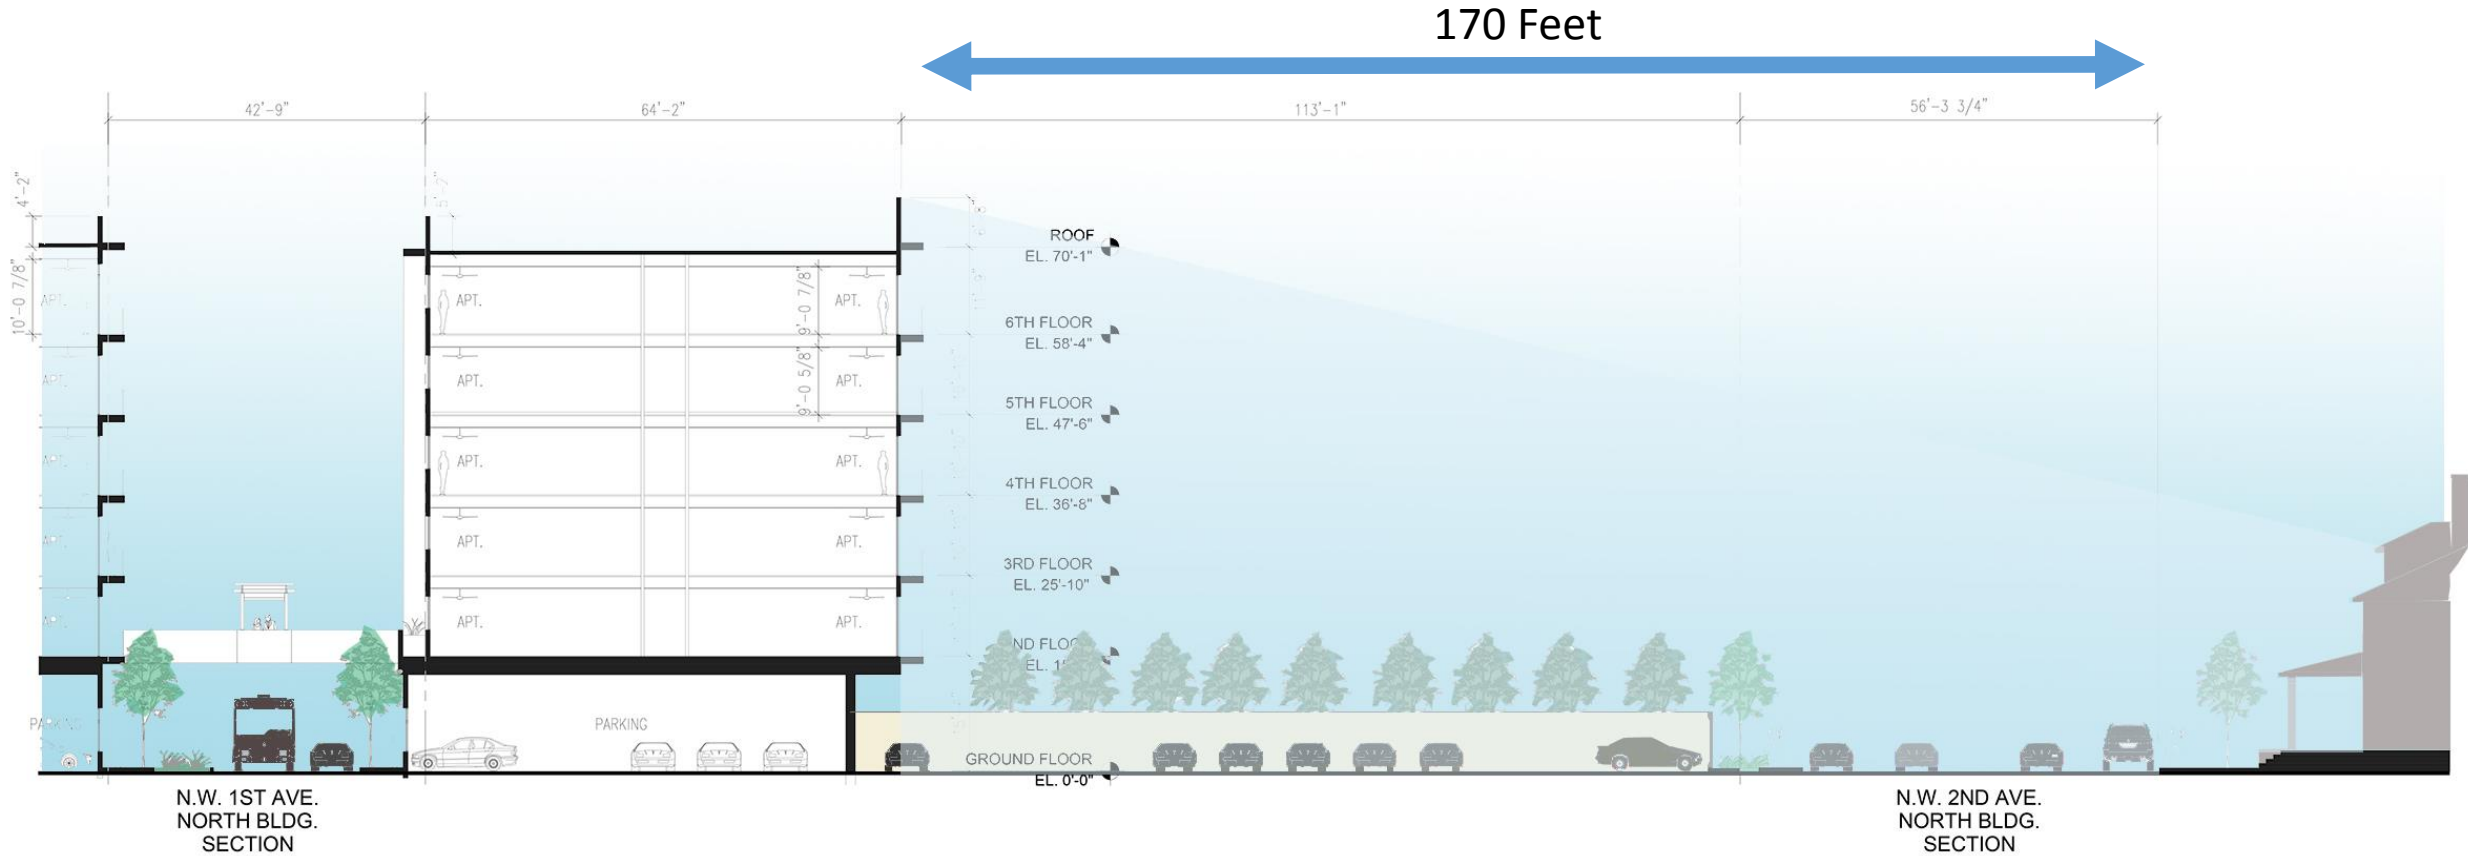 170 Feet
42'-9"
64'-2"
113'-1"
56'-3 3/4"
4'-2"
10'-0 7/8"
ROOF
EL. 70'-1"
APT.
APT.
APT.
9'-0 7/8"
6TH FLOOR
EL. 58'-4"
APT.
APT.
APT.
9'-0 5/8"
5TH FLOOR
EL. 47'-6"
APT.
APT.
APT.
4TH FLOOR
EL. 36'-8"
APT.
APT.
APT.
3RD FLOOR
EL. 25'-10"
APT.
APT.
APT.
ND FLOO
EL. 1
PARKING
PARKING
GROUND FLOOR
EL. 0'-0"
N.W. 1ST AVE.
NORTH BLDG.
SECTION
N.W. 2ND AVE.
NORTH BLDG.
SECTION